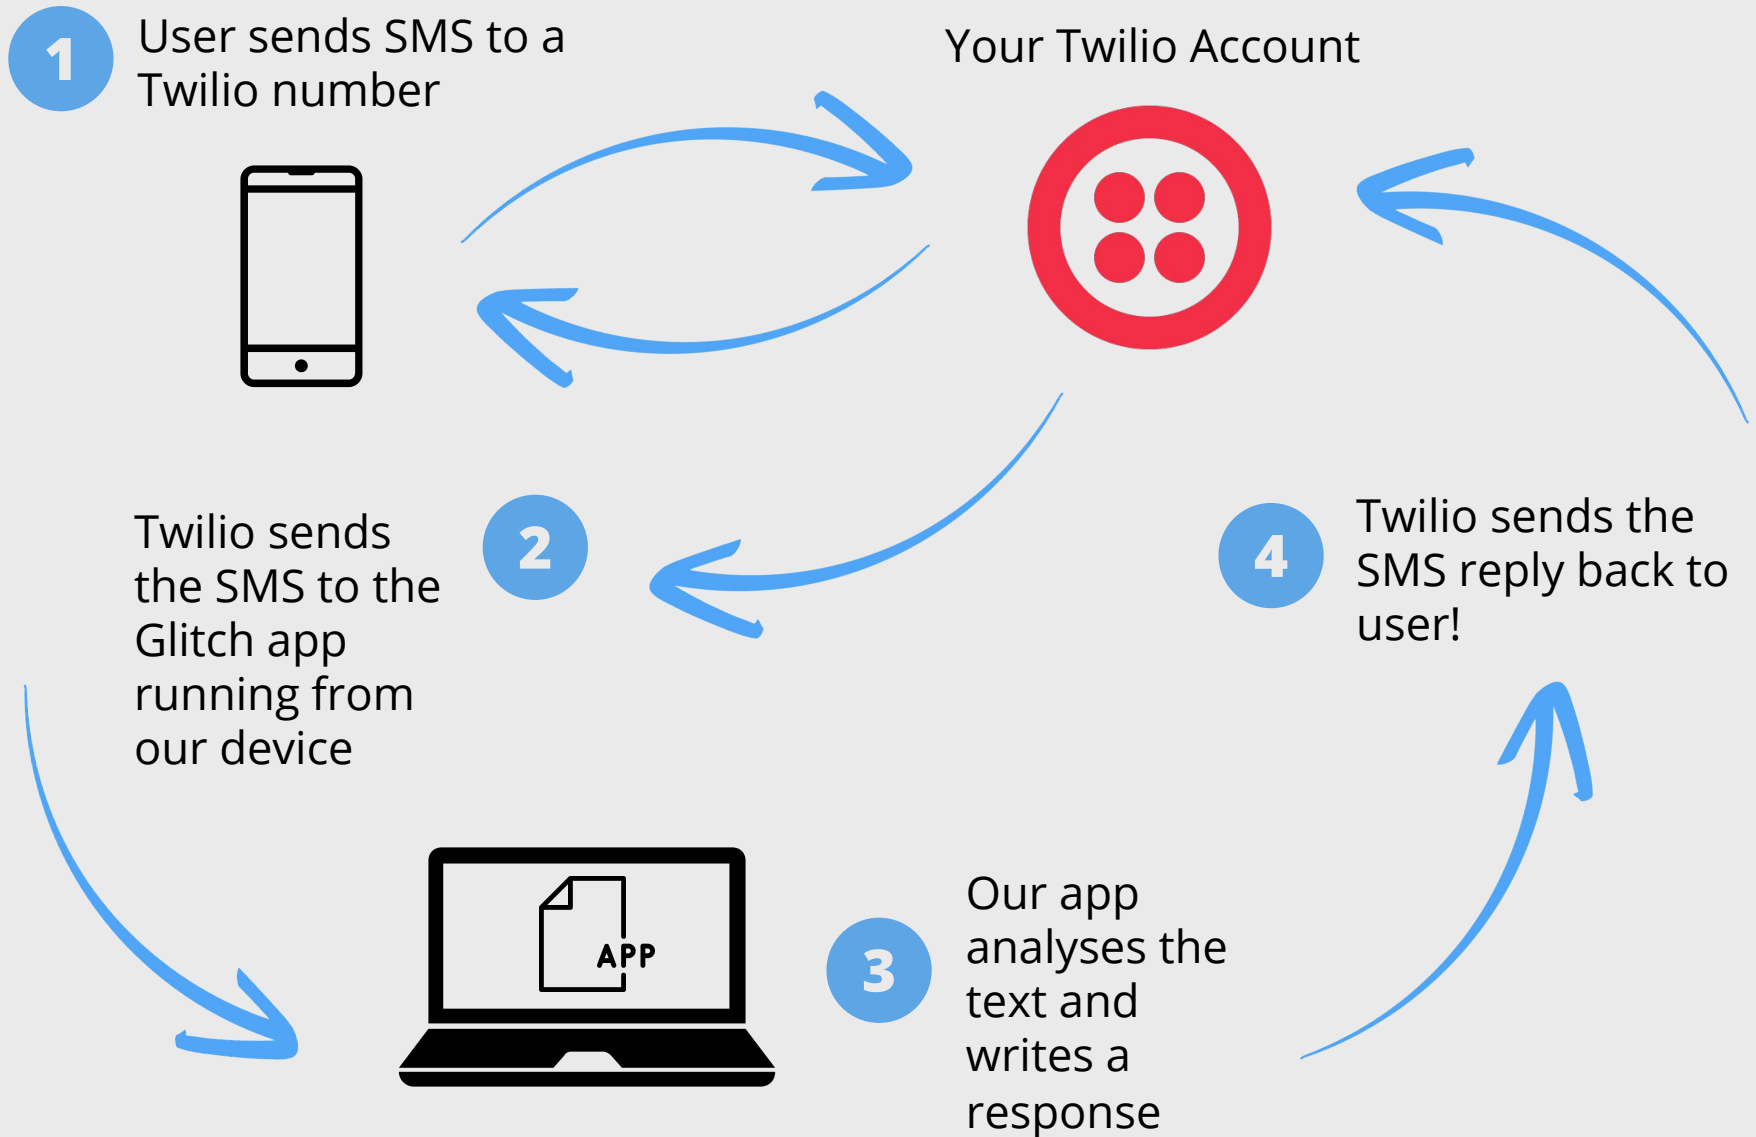 1
User sends SMS to a
Twilio number
Your Twilio Account
2
Twilio sends
the SMS to the
Glitch app
running from
our device
APP
3
Our app
analyses the
text and
writes a
response
4
Twilio sends the
SMS reply back to
user!